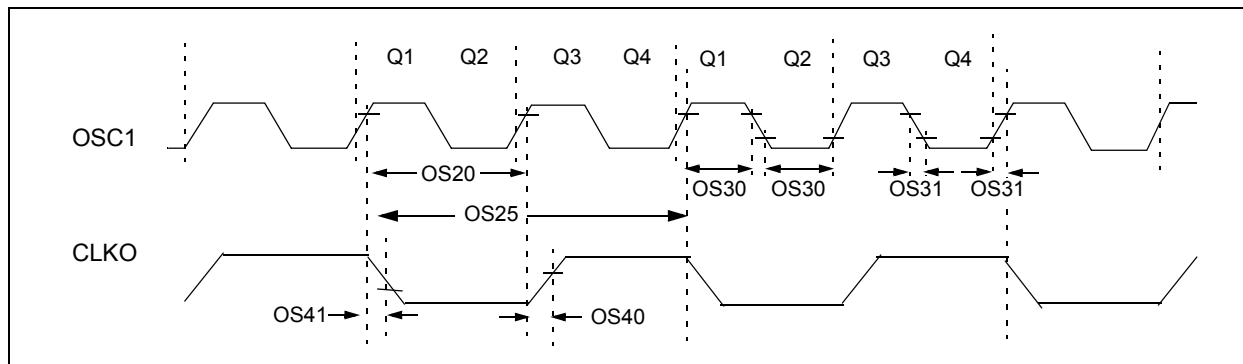 Q1 Q2 Q3 Q4 Q1 Q2 Q3 Q4
OSC1
OS20 OS30 OS30 OS31 OS31
OS25
CLKO
OS41 OS40